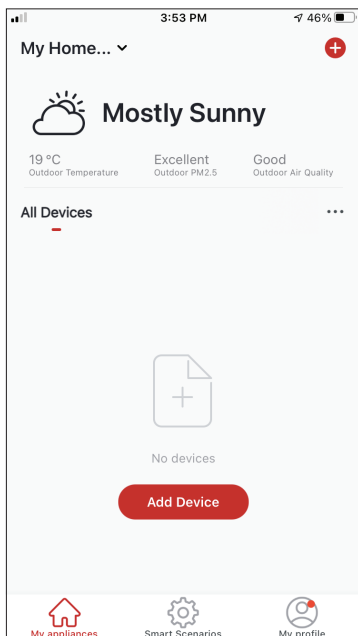 3:53 PM
46%
My Home...
Mostly Sunny
19 °C
Outdoor Temperature
Excellent
Outdoor PM2.5
Good
Outdoor Air Quality
All Devices
No devices
Add Device
My appliances
Smart Scenarios
My profile